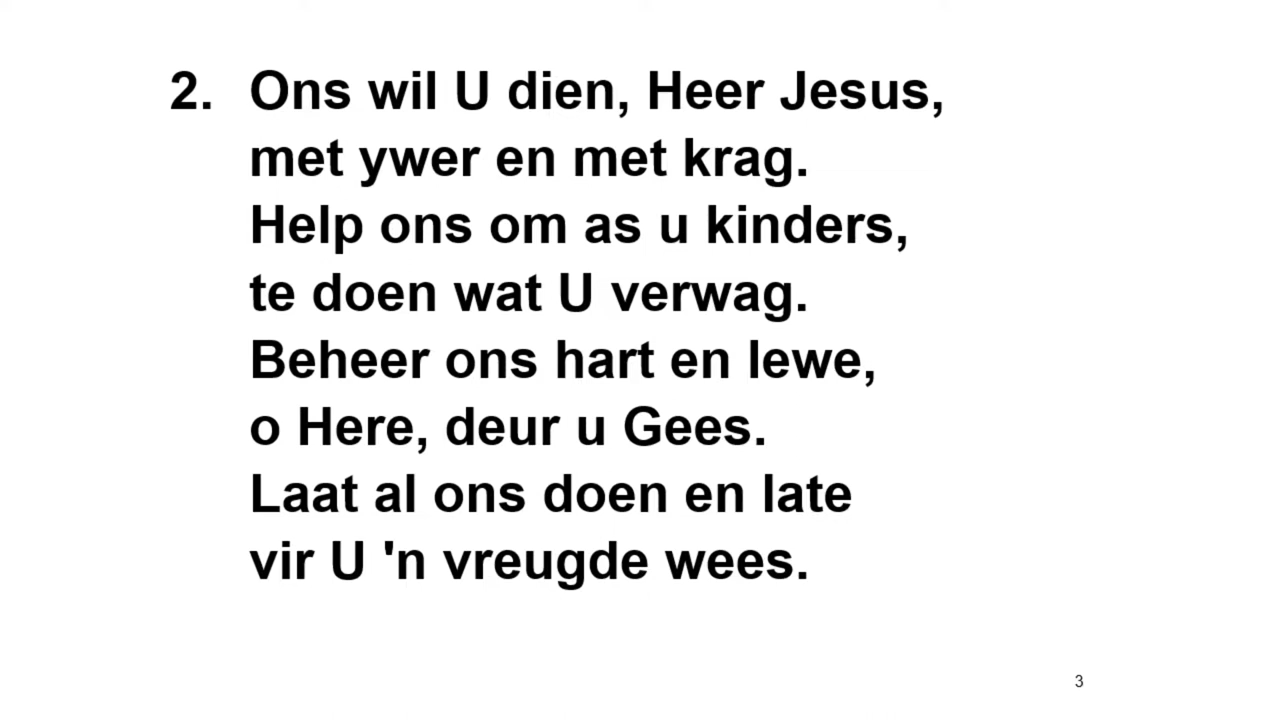 2. Ons wil U dien, Heer Jesus,
met ywer en met krag.
Help ons om as u kinders,
te doen wat U verwag.
Beheer ons hart en lewe,
o Here, deur u Gees.
Laat al ons doen en late
vir U 'n vreugde wees.
3